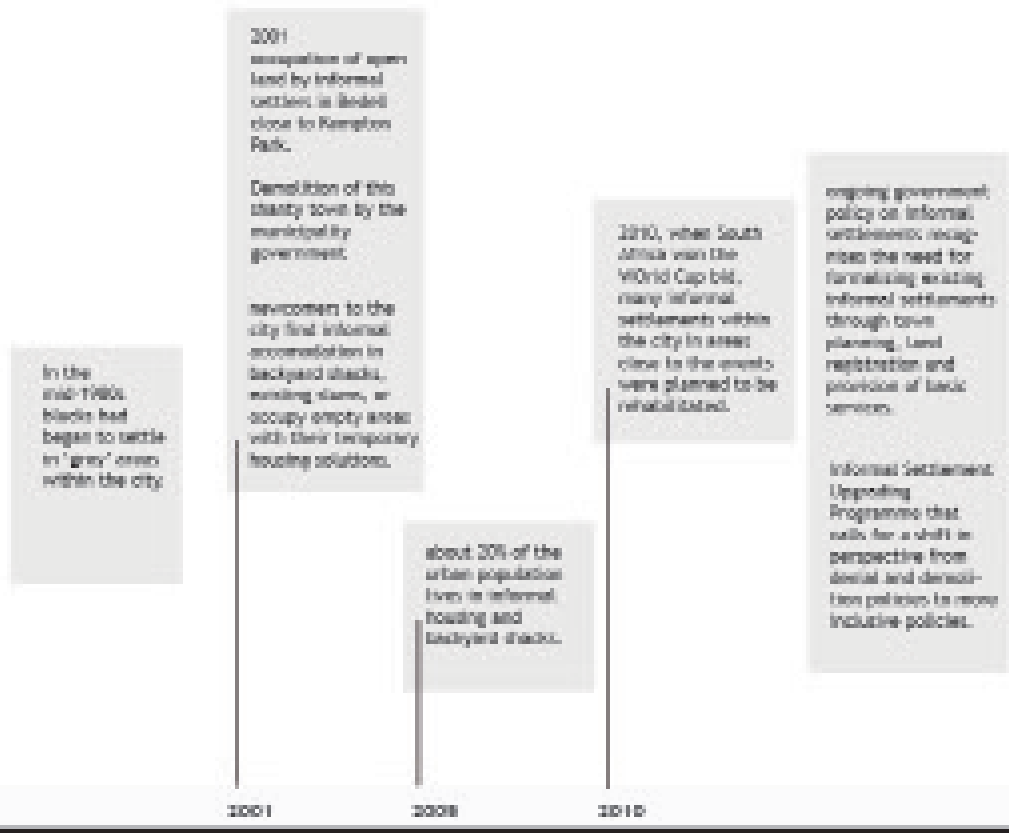 In the
mid-1980s
blacks had
began to settle
in 'grey' areas
within the city.
2001
occupation of open
land by informal
settlers in Bredell
close to Kempton
Park.
Demolition of this
shanty town by the
municipality
government.
newcomers to the
city find informal
accomodation in
backyard shacks,
existing slums, or
occupy empty areas
with their temporary
housing solutions.
about 20% of the
urban population
lives in informal
housing and
backyard shacks.
2010, when South
Africa won the
WOrld Cup bid,
many informal
settlements within
the city in areas
close to the events
were planned to be
rehabilitated.
ongoing government
policy on informal
settlements recog-
nises the need for
formalising existing
informal settlements
through town
planning, land
registration and
provision of basic
services.
Informal Settlement
Upgrading
Programme that
calls for a shift in
perspective from
denial and demoli-
tion policies to more
inclusive policies.
2001
2010